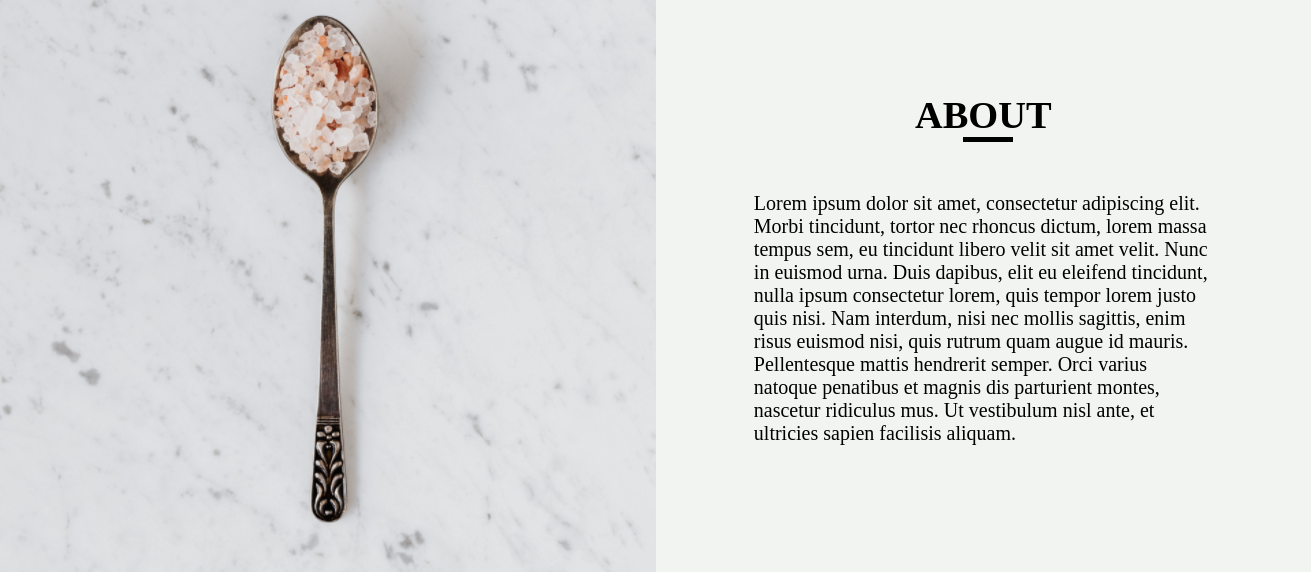 ABOUT
Lorem ipsum dolor sit amet, consectetur adipiscing elit.
Morbi tincidunt, tortor nec rhoncus dictum, lorem massa
tempus sem, eu tincidunt libero velit sit amet velit. Nunc
in euismod urna. Duis dapibus, elit eu eleifend tincidunt,
nulla ipsum consectetur lorem, quis tempor lorem justo
quis nisi. Nam interdum, nisi nec mollis sagittis, enim
risus euismod nisi, quis rutrum quam augue id mauris.
Pellentesque mattis hendrerit semper. Orci varius
natoque penatibus et magnis dis parturient montes,
nascetur ridiculus mus. Ut vestibulum nisl ante, et
ultricies sapien facilisis aliquam.